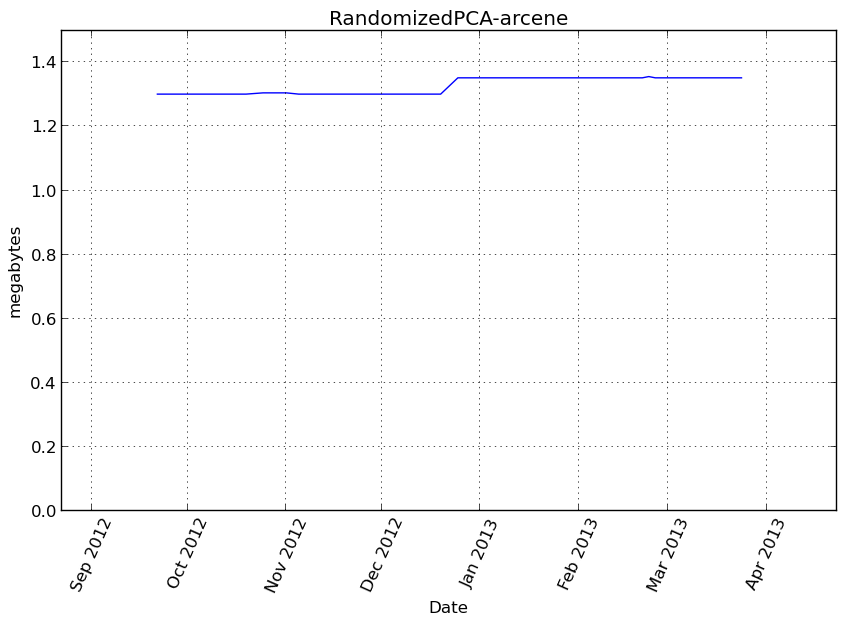 RandomizedPCA-arcene
1.4
1.2
1.0
0.8
0.6
0.4
0.2
0.0
megabytes
Sep 2012
Oct 2012
Nov 2012
Dec 2012
Jan 2013
Feb 2013
Mar 2013
Apr 2013
Date